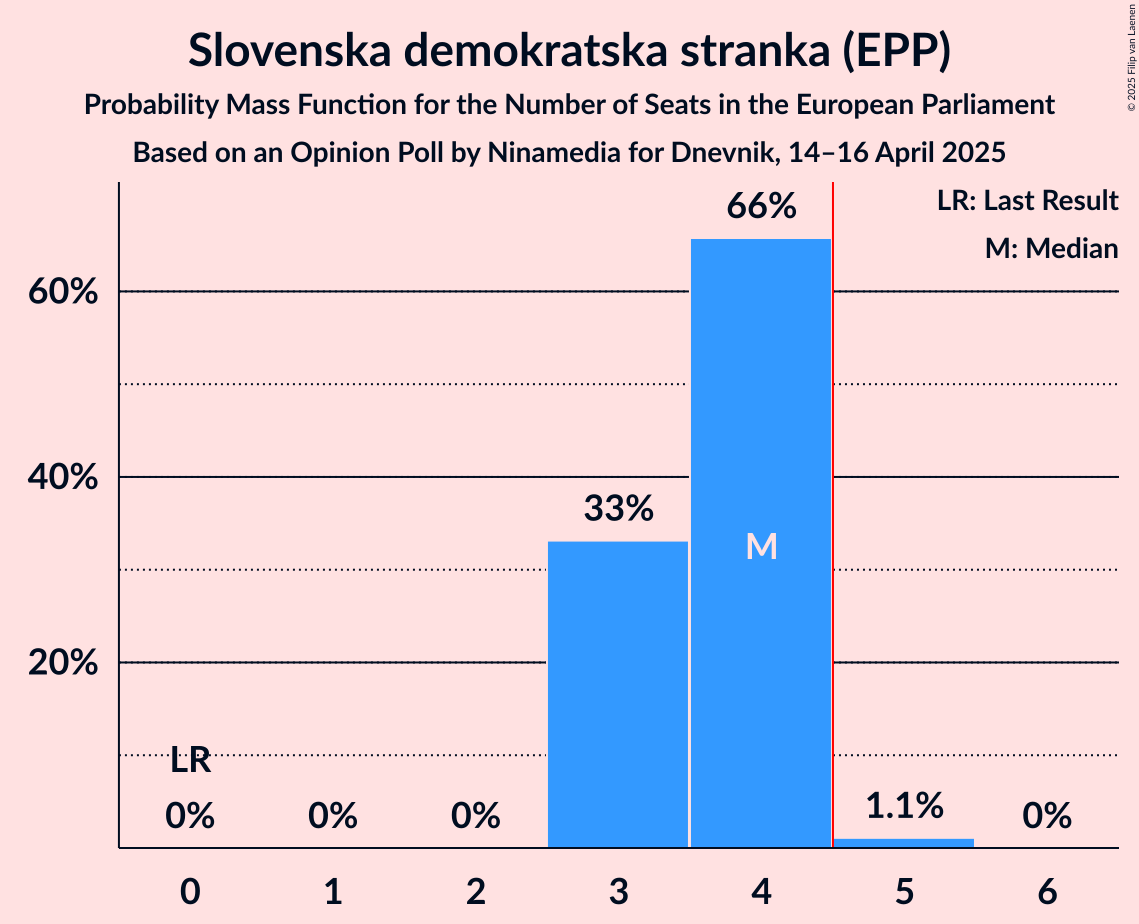 Slovenska demokratska stranka (EPP)
Probability Mass Function for the Number of Seats in the European Parliament
Based on an Opinion Poll by Ninamedia for Dnevnik, 14–16 April 2025
© 2025 Filip van Laenen
LR: Last Result
M: Median
66%
60%
40%
33%
M
20%
LR
0%
0%
0%
1.1%
0%
0
1
2
3
4
5
6